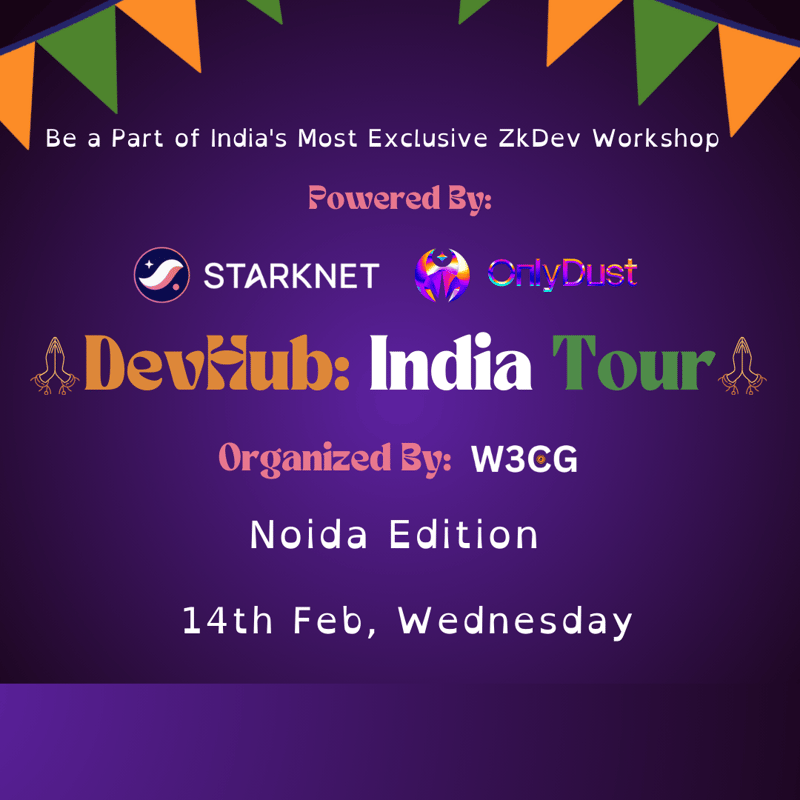 Be a Part of India's Most Exclusive ZkDev Workshop
Powered By:
STARKNET OnlyDust
DevHub: India Tour
Organized By: W3CG
Noida Edition
14th Feb, Wednesday